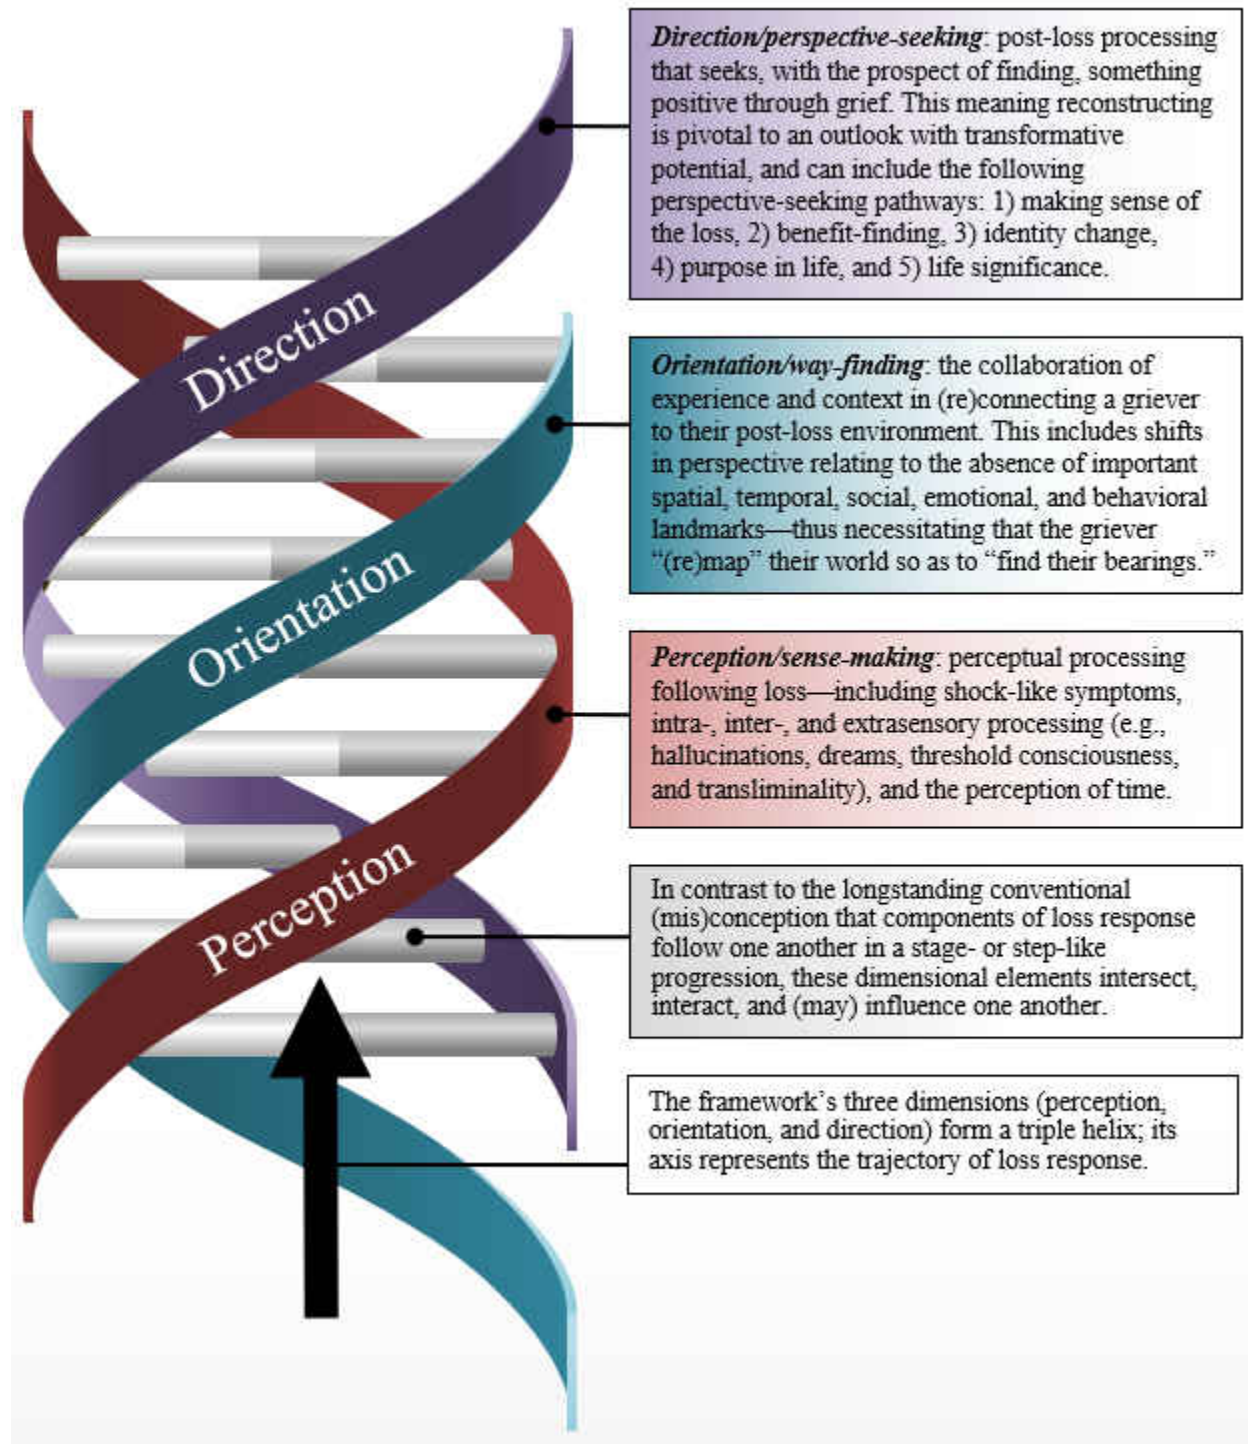 Direction/perspective-seeking: post-loss processing
that seeks, with the prospect of finding, something
positive through grief. This meaning reconstructing
is pivotal to an outlook with transformative
potential, and can include the following
perspective-seeking pathways: 1) making sense of
the loss, 2) benefit-finding, 3) identity change,
4) purpose in life, and 5) life significance.
Direction
Orientation/way-finding: the collaboration of
experience and context in (re)connecting a griever
to their post-loss environment. This includes shifts
in perspective relating to the absence of important
spatial, temporal, social, emotional, and behavioral
landmarks—thus necessitating that the griever
“(re)map” their world so as to “find their bearings.”
Orientation
Perception/sense-making: perceptual processing
following loss—including shock-like symptoms,
intra-, inter-, and extrasensory processing (e.g.,
hallucinations, dreams, threshold consciousness,
and transliminality), and the perception of time.
Perception
In contrast to the longstanding conventional
(mis)conception that components of loss response
follow one another in a stage- or step-like
progression, these dimensional elements intersect,
interact, and (may) influence one another.
The framework’s three dimensions (perception,
orientation, and direction) form a triple helix; its
axis represents the trajectory of loss response.